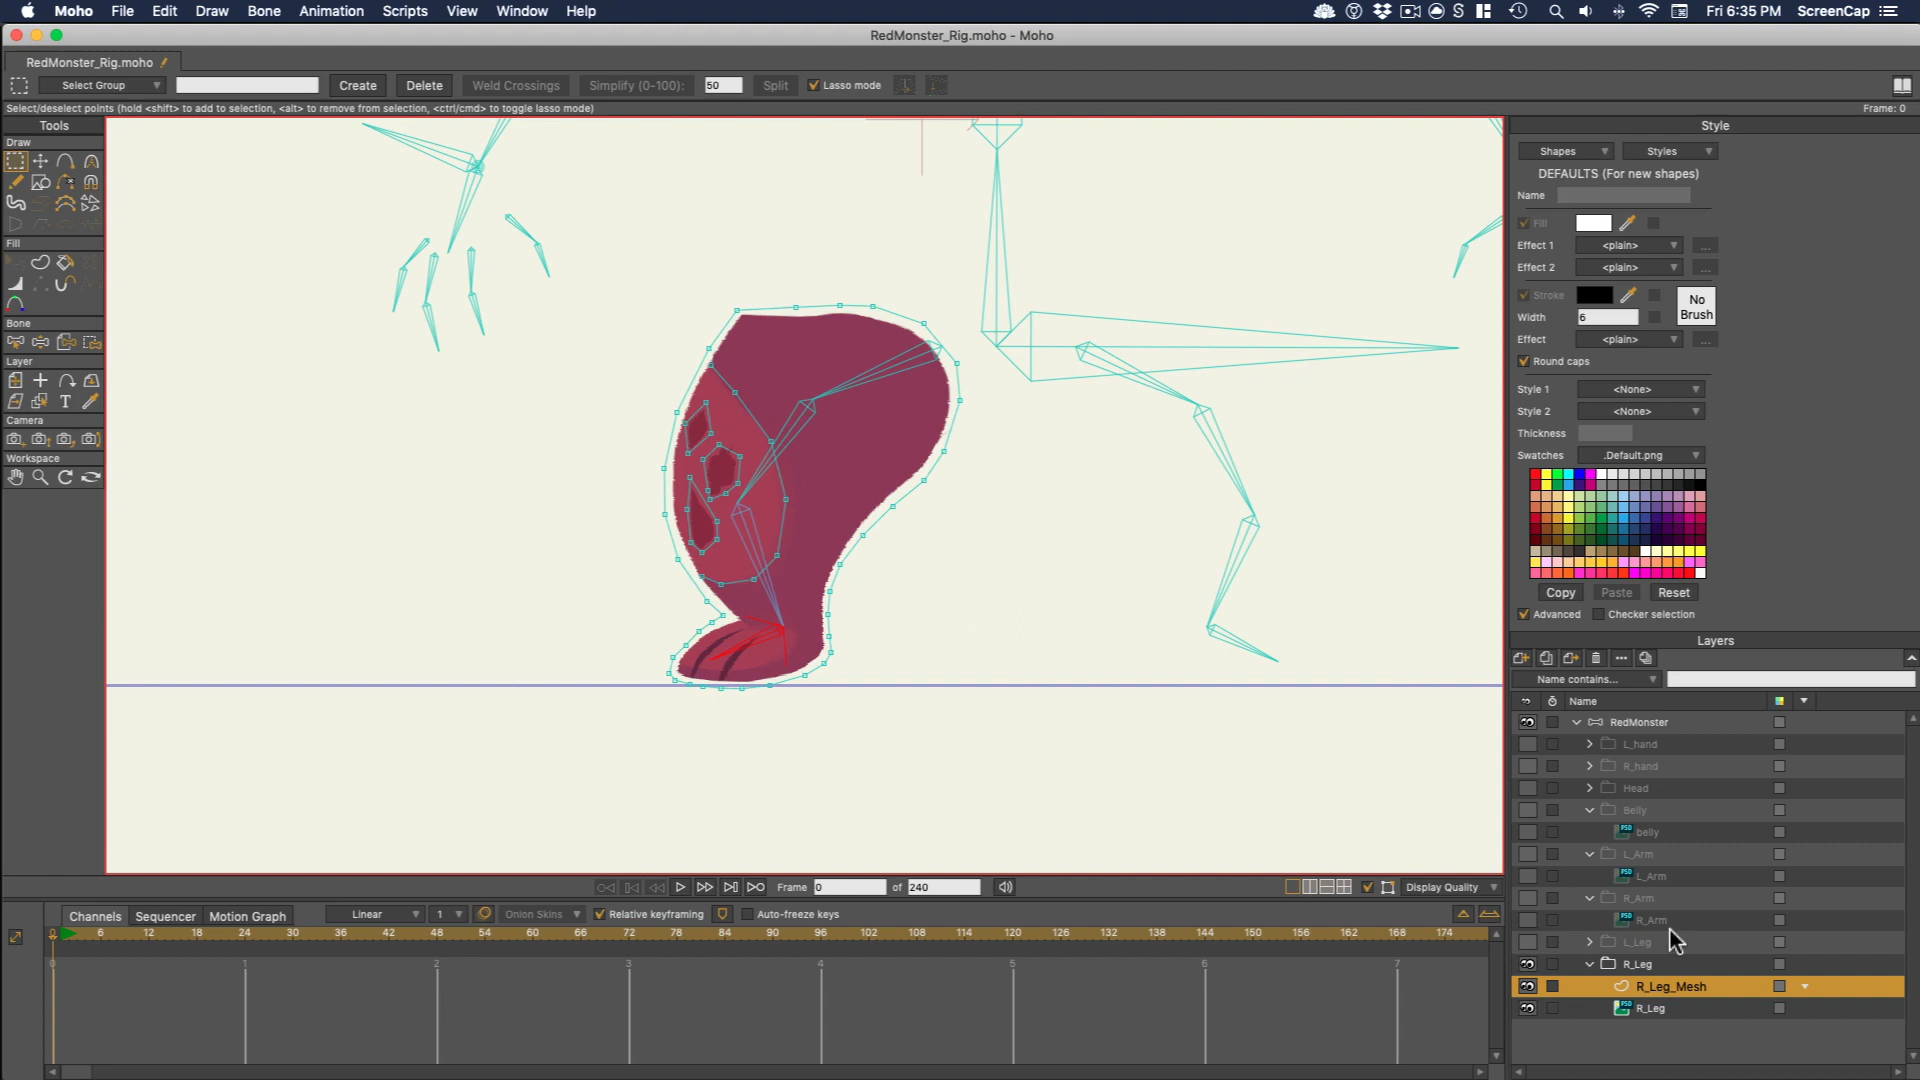 Moho File Edit Draw Bone Animation Scripts View Window Help Fri 6:35 PM ScreenCap
RedMonster_Rig.moho - Moho
RedMonster_Rig.moho
Select Group Create Delete Weld Crossings Simplify (0-100): 50 Split Lasso mode
Select/deselect points (hold <shift> to add to selection, <alt> to remove from selection, <ctrl/cmd> to toggle lasso mode) Frame: 0
Tools
Draw
Fill
Bone
Layer
Camera
Workspace
Style
Shapes Styles
DEFAULTS (For new shapes)
Name
Fill
Effect 1 <plain> ...
Effect 2 <plain> ...
Stroke No Brush
Width 6
Effect <plain> ...
Round caps
Style 1 <None>
Style 2 <None>
Thickness
Swatches .Default.png
Copy Paste Reset
Advanced Checker selection
Layers
Name contains...
Name
RedMonster
L_hand
R_hand
Head
Belly
PSD belly
L_Arm
PSD L_Arm
R_Arm
PSD R_Arm
L_Leg
R_Leg
R_Leg_Mesh
PSD R_Leg
Frame 0 of 240 Display Quality
Channels Sequencer Motion Graph Linear 1 Onion Skins Relative keyframing Auto-freeze keys
0 6 12 18 24 30 36 42 48 54 60 66 72 78 84 90 96 102 108 114 120 126 132 138 144 150 156 162 168 174
0 1 2 3 4 5 6 7